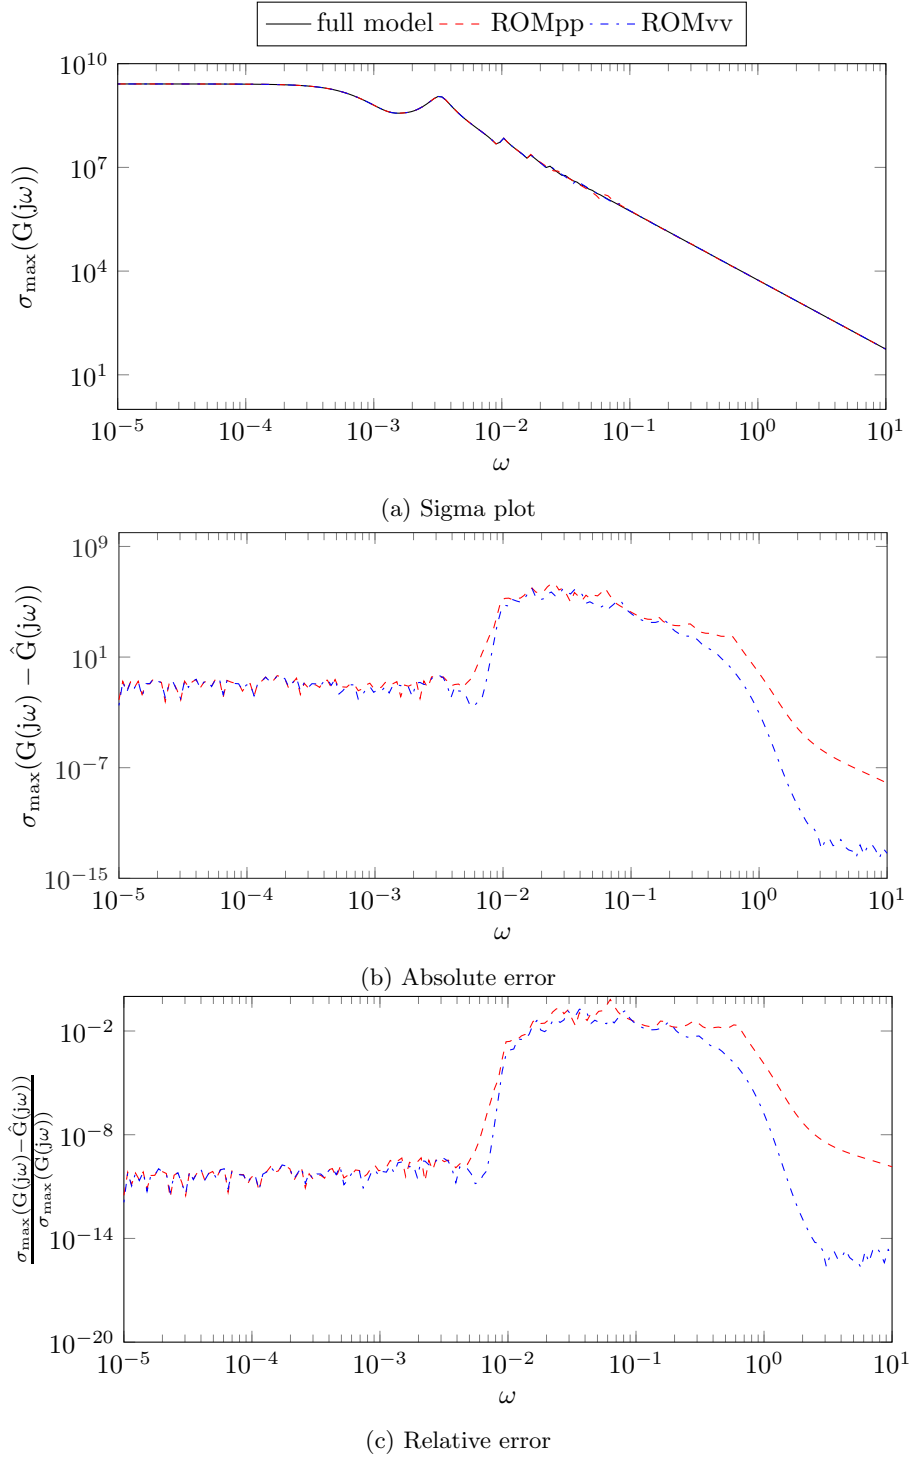 full model ROMpp ROMvv
10^10
10^7
10^4
10^1
σ_max(G(jω))
10^−5 10^−4 10^−3 10^−2 10^−1 10^0 10^1
ω
(a) Sigma plot
10^9
10^1
10^−7
10^−15
σ_max(G(jω) − Ĝ(jω))
10^−5 10^−4 10^−3 10^−2 10^−1 10^0 10^1
ω
(b) Absolute error
10^−2
10^−8
10^−14
10^−20
σ_max(G(jω)−Ĝ(jω))
σ_max(G(jω))
10^−5 10^−4 10^−3 10^−2 10^−1 10^0 10^1
ω
(c) Relative error